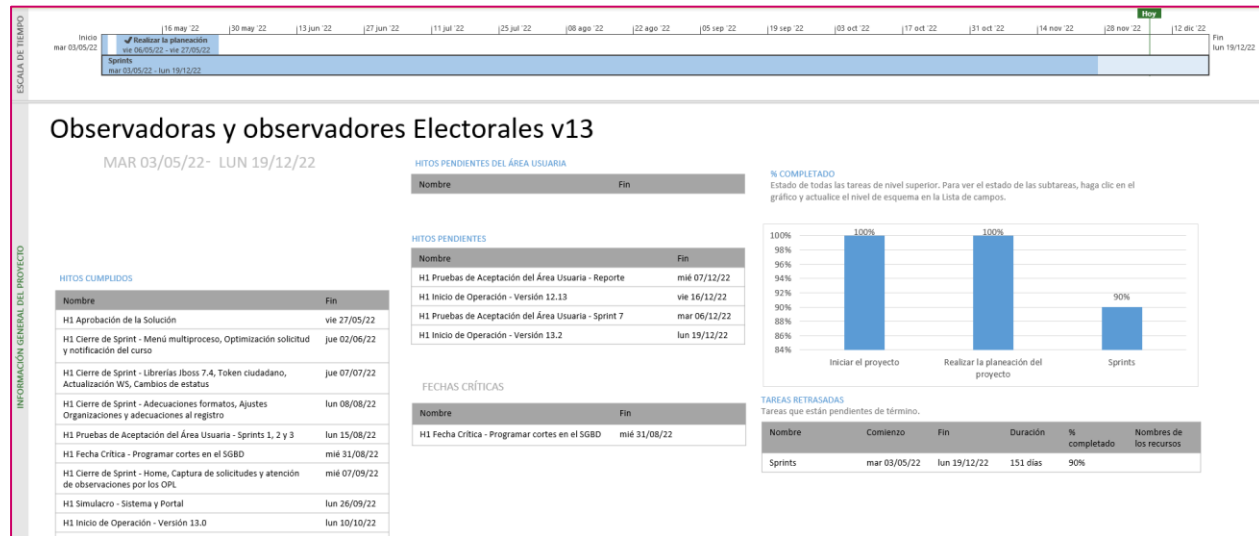 ESCALA DE TIEMPO
Hoy
16 may '22 30 may '22 13 jun '22 27 jun '22 11 jul '22 25 jul '22 08 ago '22 22 ago '22 05 sep '22 19 sep '22 03 oct '22 17 oct '22 31 oct '22 14 nov '22 28 nov '22 12 dic '22
Inicio
mar 03/05/22
Realizar la planeación
vie 06/05/22 - vie 27/05/22
Sprints
mar 03/05/22 - lun 19/12/22
Fin
lun 19/12/22
INFORMACIÓN GENERAL DEL PROYECTO
Observadoras y observadores Electorales v13
MAR 03/05/22- LUN 19/12/22
HITOS CUMPLIDOS
Nombre Fin
H1 Aprobación de la Solución vie 27/05/22
H1 Cierre de Sprint - Menú multiproceso, Optimización solicitud jue 02/06/22
y notificación del curso
H1 Cierre de Sprint - Librerías Jboss 7.4, Token ciudadano, jue 07/07/22
Actualización WS, Cambios de estatus
H1 Cierre de Sprint - Adecuaciones formatos, Ajustes lun 08/08/22
Organizaciones y adecuaciones al registro
H1 Pruebas de Aceptación del Área Usuaria - Sprints 1, 2 y 3 lun 15/08/22
H1 Fecha Crítica - Programar cortes en el SGBD mié 31/08/22
H1 Cierre de Sprint - Home, Captura de solicitudes y atención mié 07/09/22
de observaciones por los OPL
H1 Simulacro - Sistema y Portal lun 26/09/22
H1 Inicio de Operación - Versión 13.0 lun 10/10/22
HITOS PENDIENTES DEL ÁREA USUARIA
Nombre Fin
HITOS PENDIENTES
Nombre Fin
H1 Pruebas de Aceptación del Área Usuaria - Reporte mié 07/12/22
H1 Inicio de Operación - Versión 12.13 vie 16/12/22
H1 Pruebas de Aceptación del Área Usuaria - Sprint 7 mar 06/12/22
H1 Inicio de Operación - Versión 13.2 lun 19/12/22
FECHAS CRÍTICAS
Nombre Fin
H1 Fecha Crítica - Programar cortes en el SGBD mié 31/08/22
% COMPLETADO
Estado de todas las tareas de nivel superior. Para ver el estado de las subtareas, haga clic en el
gráfico y actualice el nivel de esquema en la Lista de campos.
100%
98%
96%
94%
92%
90%
88%
86%
84%
100% 100% 90%
Iniciar el proyecto Realizar la planeación del Sprints
proyecto
TAREAS RETRASADAS
Tareas que están pendientes de término.
Nombre Comienzo Fin Duración % Nombres de
completado los recursos
Sprints mar 03/05/22 lun 19/12/22 151 días 90%